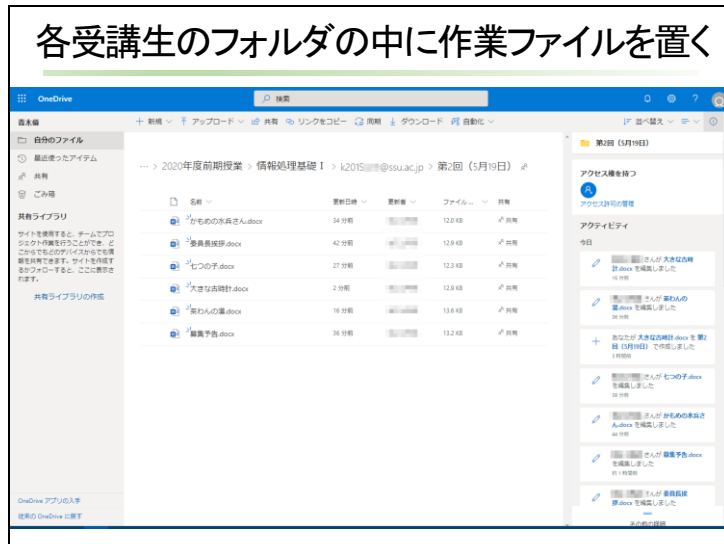 各受講生のフォルダの中に作業ファイルを置く
OneDrive
検索
青木優
自分のファイル
最近使ったアイテム
共有
ごみ箱
共有ライブラリ
サイトを使用すると、チームでプロ
ジェクト作業を行うことができ、ど
こからでもどのデバイスからでも情
報を共有できます。サイトを作成す
るかフォローすると、ここに表示さ
れます。
共有ライブラリの作成
OneDrive アプリの入手
従来の OneDrive に戻す
+ 新規 アップロード 共有 リンクをコピー 同期 ダウンロード 自動化
並べ替え
… > 2020年度前期授業 > 情報処理基礎 I > k2015 @ssu.ac.jp > 第2回 (5月19日)
名前 更新日時 更新者 ファイル... 共有
かもめの水兵さん.docx 34 分前 12.0 KB 共有
委員長挨拶.docx 42 分前 12.9 KB 共有
七つの子.docx 27 分前 12.3 KB 共有
大きな古時計.docx 2 分前 12.9 KB 共有
茶わんの湯.docx 16 分前 13.6 KB 共有
募集予告.docx 36 分前 13.2 KB 共有
第2回 (5月19日)
アクセス権を持つ
アクセス許可の管理
アクティビティ
今日
さんが 大きな古時
計.docx を編集しました
さんが 茶わんの
湯.docx を編集しました
あなたが 大きな古時計.docx を 第2
回 (5月19日) で作成しました
さんが 七つの子.docx
を編集しました
さんが かもめの水兵さ
ん.docx を編集しました
さんが 募集予告.docx
を編集しました
約 1 時間前
さんが 委員長挨
拶.docx を編集しました
その他の詳細